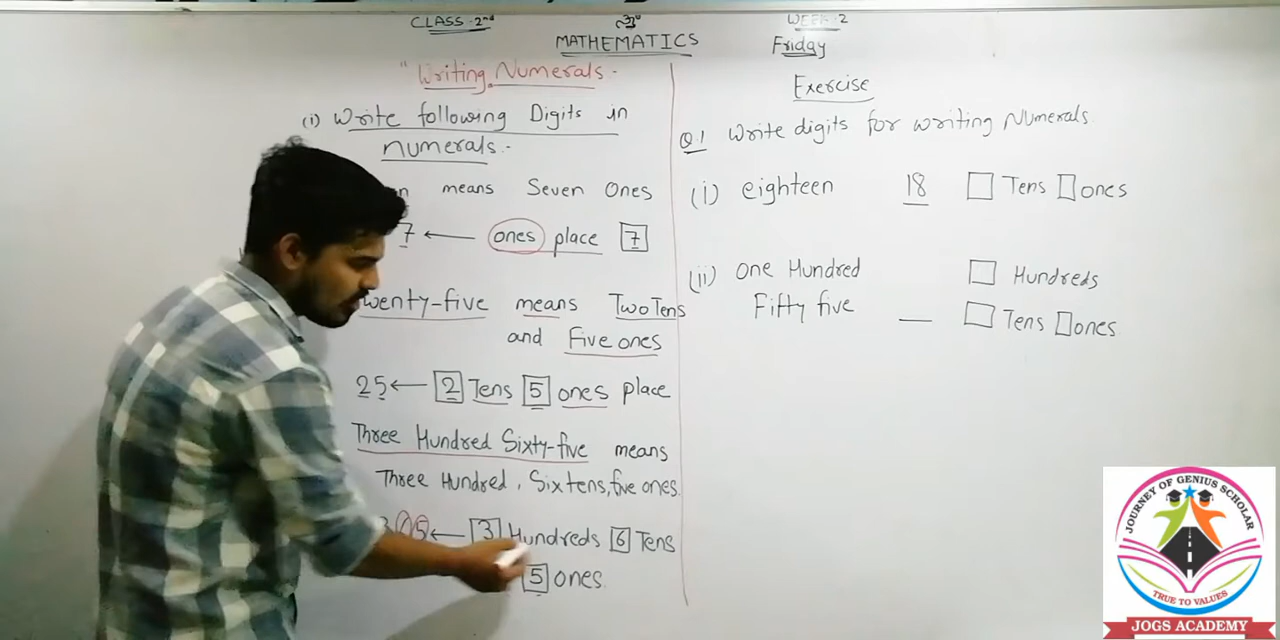 CLASS-2nd
WEEK-2
MATHEMATICS
Friday
"Writing Numerals-
(i) Write following Digits in
numerals.-
means Seven Ones
7 ← ones place 7
Twenty-five means Two Tens
and Five ones
25 ← 2 Tens 5 ones place
Three Hundred Sixty-five means
Three Hundred, Six tens, five ones.
← 3 Hundreds 6 Tens
5 ones.
Exercise
Q.1 Write digits for writing Numerals.
(i) eighteen 18 □ Tens □ ones
(ii) One Hundred □ Hundreds
Fifty five _ □ Tens □ ones
JOURNEY OF GENIUS SCHOLAR
TRUE TO VALUES
JOGS ACADEMY